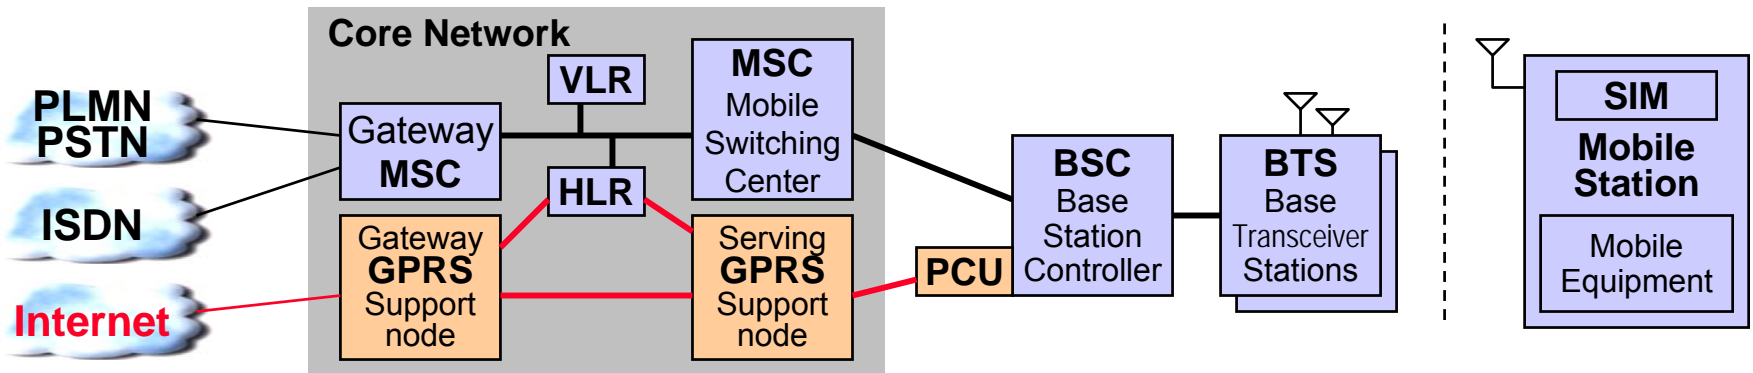 Core Network
PLMN
PSTN
ISDN
Internet
Gateway
MSC
VLR
HLR
MSC
Mobile
Switching
Center
Gateway
GPRS
Support
node
Serving
GPRS
Support
node
PCU
BSC
Base
Station
Controller
BTS
Base
Transceiver
Stations
SIM
Mobile
Station
Mobile
Equipment